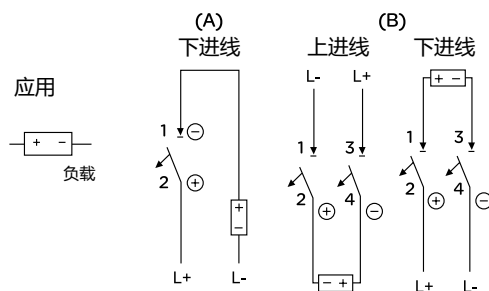 (A)
下进线
(B)
上进线
下进线
应用
+ -
负载
1 -
2 +
+
-
L+ L-
L- L+
1 3
2 + 4 -
- +
+ -
1 3
2 + 4 -
L+ L-